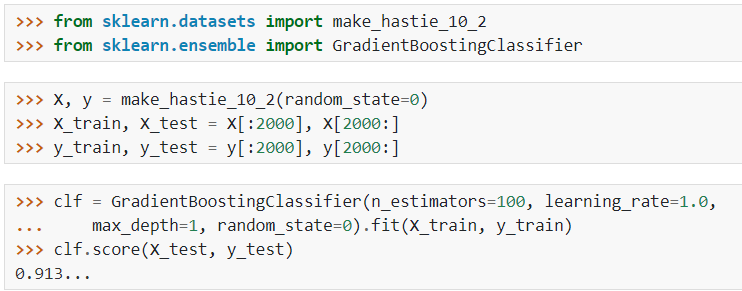 >>> from sklearn.datasets import make_hastie_10_2
>>> from sklearn.ensemble import GradientBoostingClassifier
>>> X, y = make_hastie_10_2(random_state=0)
>>> X_train, X_test = X[:2000], X[2000:]
>>> y_train, y_test = y[:2000], y[2000:]
>>> clf = GradientBoostingClassifier(n_estimators=100, learning_rate=1.0,
...     max_depth=1, random_state=0).fit(X_train, y_train)
>>> clf.score(X_test, y_test)
0.913...